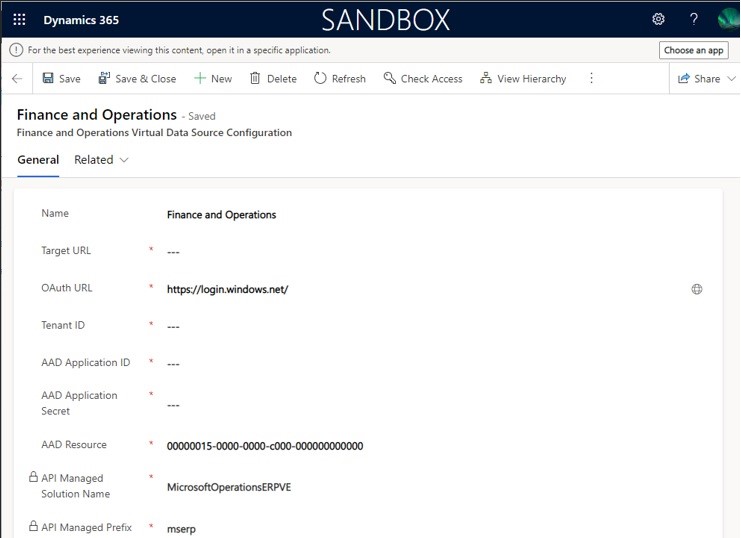 Dynamics 365 SANDBOX ?
For the best experience viewing this content, open it in a specific application. Choose an app
Save Save & Close New Delete Refresh Check Access View Hierarchy Share
Finance and Operations - Saved
Finance and Operations Virtual Data Source Configuration
General Related
Name Finance and Operations
Target URL * ---
OAuth URL * https://login.windows.net/
Tenant ID * ---
AAD Application ID * ---
AAD Application
Secret * ---
AAD Resource * 00000015-0000-0000-c000-000000000000
API Managed
Solution Name * MicrosoftOperationsERPVE
API Managed Prefix * mserp